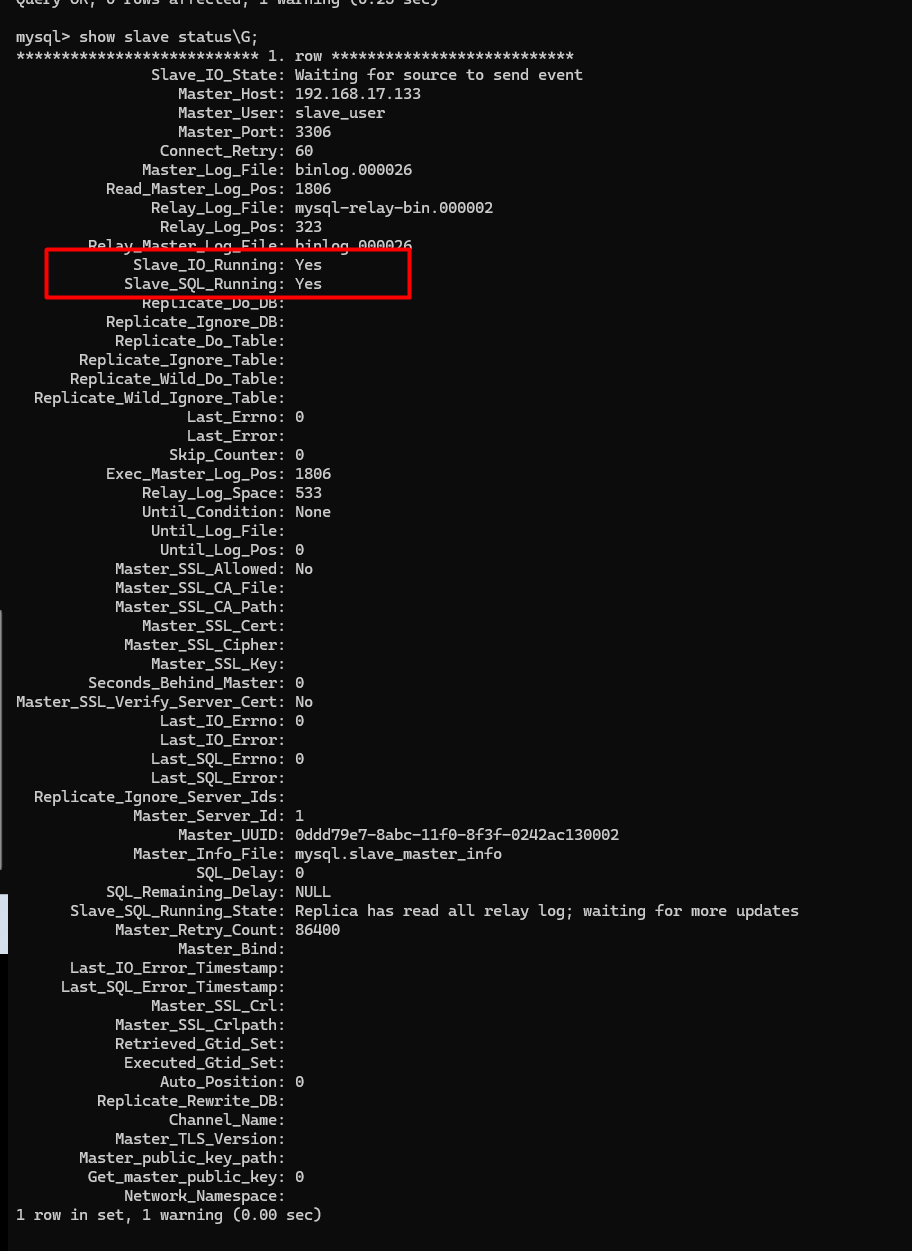 Query OK, 0 rows affected, 1 warning (0.23 sec)
mysql> show slave status\G;
*************************** 1. row ***************************
Slave_IO_State: Waiting for source to send event
Master_Host: 192.168.17.133
Master_User: slave_user
Master_Port: 3306
Connect_Retry: 60
Master_Log_File: binlog.000026
Read_Master_Log_Pos: 1806
Relay_Log_File: mysql-relay-bin.000002
Relay_Log_Pos: 323
Relay_Master_Log_File: binlog.000026
Slave_IO_Running: Yes
Slave_SQL_Running: Yes
Replicate_Do_DB:
Replicate_Ignore_DB:
Replicate_Do_Table:
Replicate_Ignore_Table:
Replicate_Wild_Do_Table:
Replicate_Wild_Ignore_Table:
Last_Errno: 0
Last_Error:
Skip_Counter: 0
Exec_Master_Log_Pos: 1806
Relay_Log_Space: 533
Until_Condition: None
Until_Log_File:
Until_Log_Pos: 0
Master_SSL_Allowed: No
Master_SSL_CA_File:
Master_SSL_CA_Path:
Master_SSL_Cert:
Master_SSL_Cipher:
Master_SSL_Key:
Seconds_Behind_Master: 0
Master_SSL_Verify_Server_Cert: No
Last_IO_Errno: 0
Last_IO_Error:
Last_SQL_Errno: 0
Last_SQL_Error:
Replicate_Ignore_Server_Ids:
Master_Server_Id: 1
Master_UUID: 0ddd79e7-8abc-11f0-8f3f-0242ac130002
Master_Info_File: mysql.slave_master_info
SQL_Delay: 0
SQL_Remaining_Delay: NULL
Slave_SQL_Running_State: Replica has read all relay log; waiting for more updates
Master_Retry_Count: 86400
Master_Bind:
Last_IO_Error_Timestamp:
Last_SQL_Error_Timestamp:
Master_SSL_Crl:
Master_SSL_Crlpath:
Retrieved_Gtid_Set:
Executed_Gtid_Set:
Auto_Position: 0
Replicate_Rewrite_DB:
Channel_Name:
Master_TLS_Version:
Master_public_key_path:
Get_master_public_key: 0
Network_Namespace:
1 row in set, 1 warning (0.00 sec)